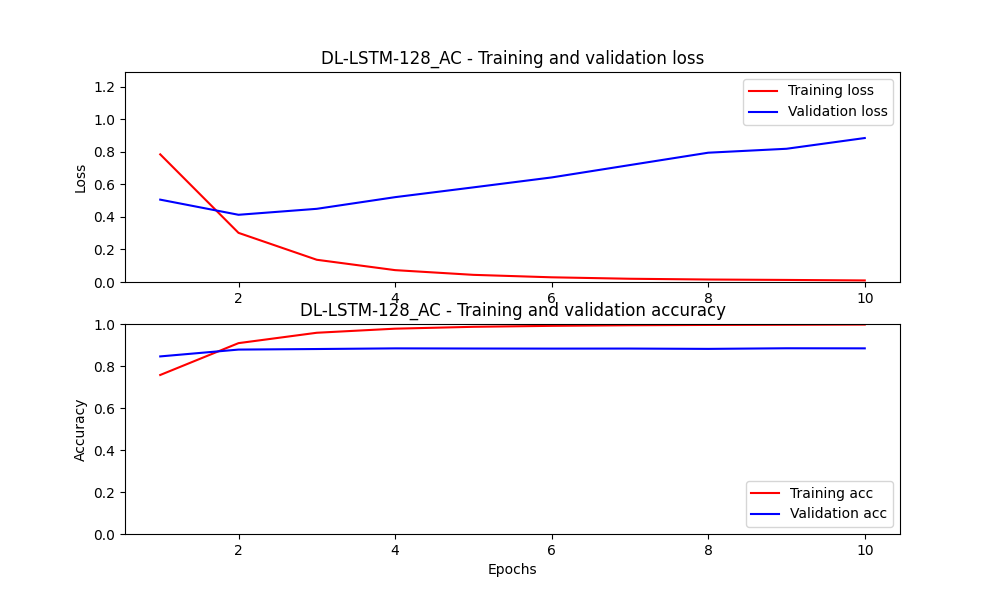 DL-LSTM-128_AC - Training and validation loss
1.2
1.0
0.8
0.6
0.4
0.2
0.0
Loss
Training loss
Validation loss
2
4
6
8
10
DL-LSTM-128_AC - Training and validation accuracy
1.0
0.8
0.6
0.4
0.2
0.0
Accuracy
Training acc
Validation acc
2
4
6
8
10
Epochs